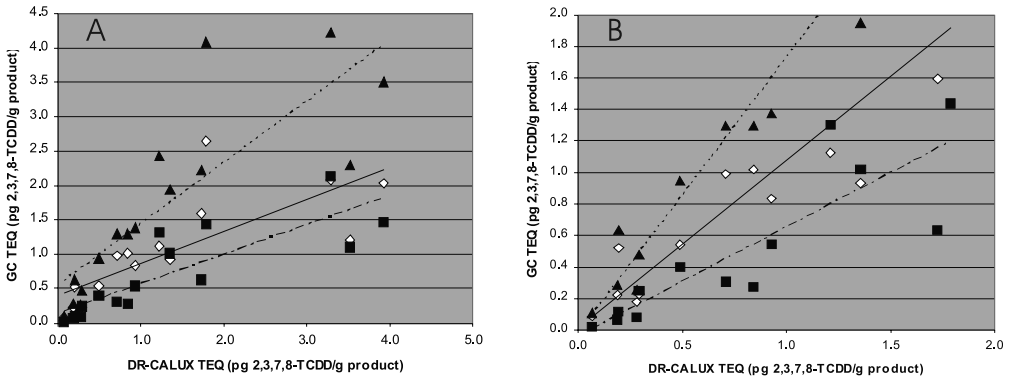 A
GC TEQ (pg 2,3,7,8-TCDD/g product)
4.5
4.0
3.5
3.0
2.5
2.0
1.5
1.0
0.5
0.0
0.0 1.0 2.0 3.0 4.0 5.0
DR-CALUX TEQ (pg 2,3,7,8-TCDD/g product)
B
GC TEQ (pg 2,3,7,8-TCDD/g product)
2.0
1.8
1.6
1.4
1.2
1.0
0.8
0.6
0.4
0.2
0.0
0.0 0.5 1.0 1.5 2.0
DR-CALUX TEQ (pg 2,3,7,8-TCDD/g product)